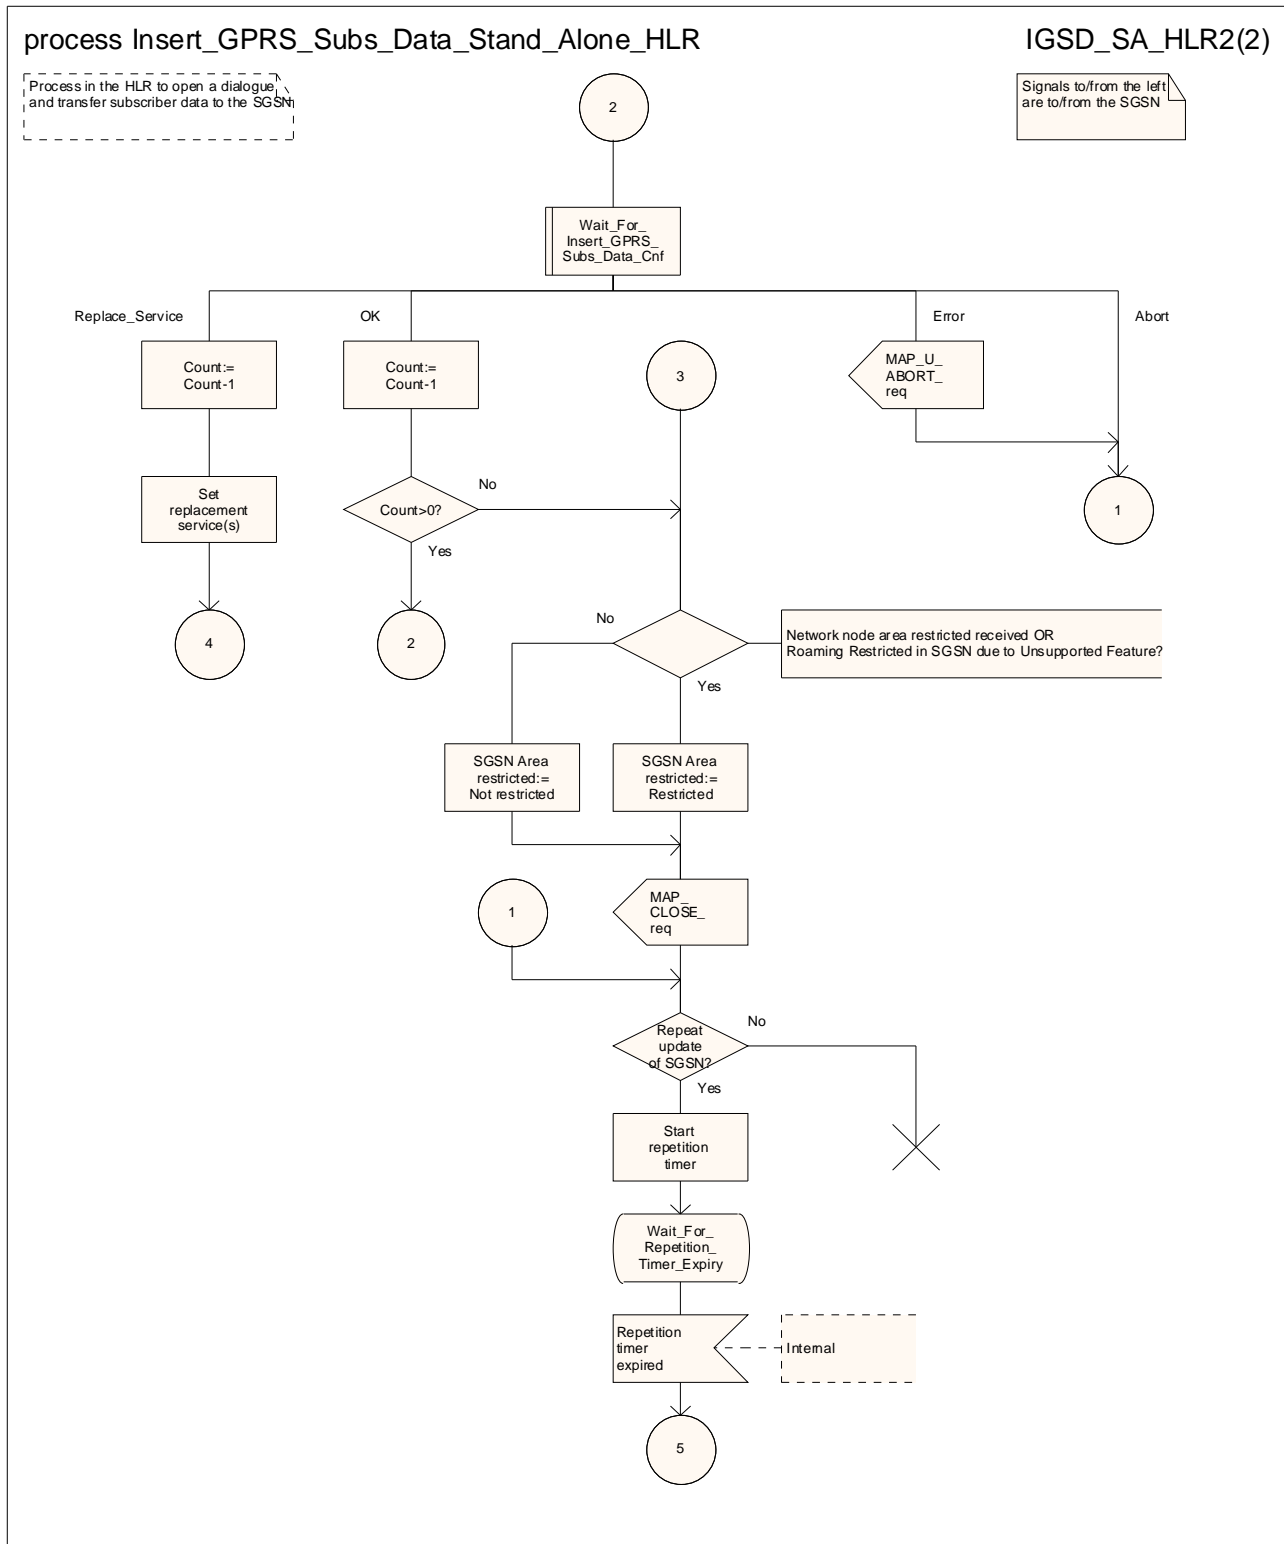 process Insert_GPRS_Subs_Data_Stand_Alone_HLR
IGSD_SA_HLR2(2)
Process in the HLR to open a dialogue
and transfer subscriber data to the SGSN
2
Signals to/from the left
are to/from the SGSN
Wait_For_
Insert_GPRS_
Subs_Data_Cnf
Replace_Service
OK
Error
Abort
Count:=
Count-1
Count:=
Count-1
3
MAP_U_
ABORT_
req
Set
replacement
service(s)
Count>0?
No
Yes
1
4
2
No
Yes
Network node area restricted received OR
Roaming Restricted in SGSN due to Unsupported Feature?
SGSN Area
restricted:=
Not restricted
SGSN Area
restricted:=
Restricted
1
MAP_
CLOSE_
req
Repeat
update
of SGSN?
No
Yes
Start
repetition
timer
Wait_For_
Repetition_
Timer_Expiry
Repetition
timer
expired
Internal
5